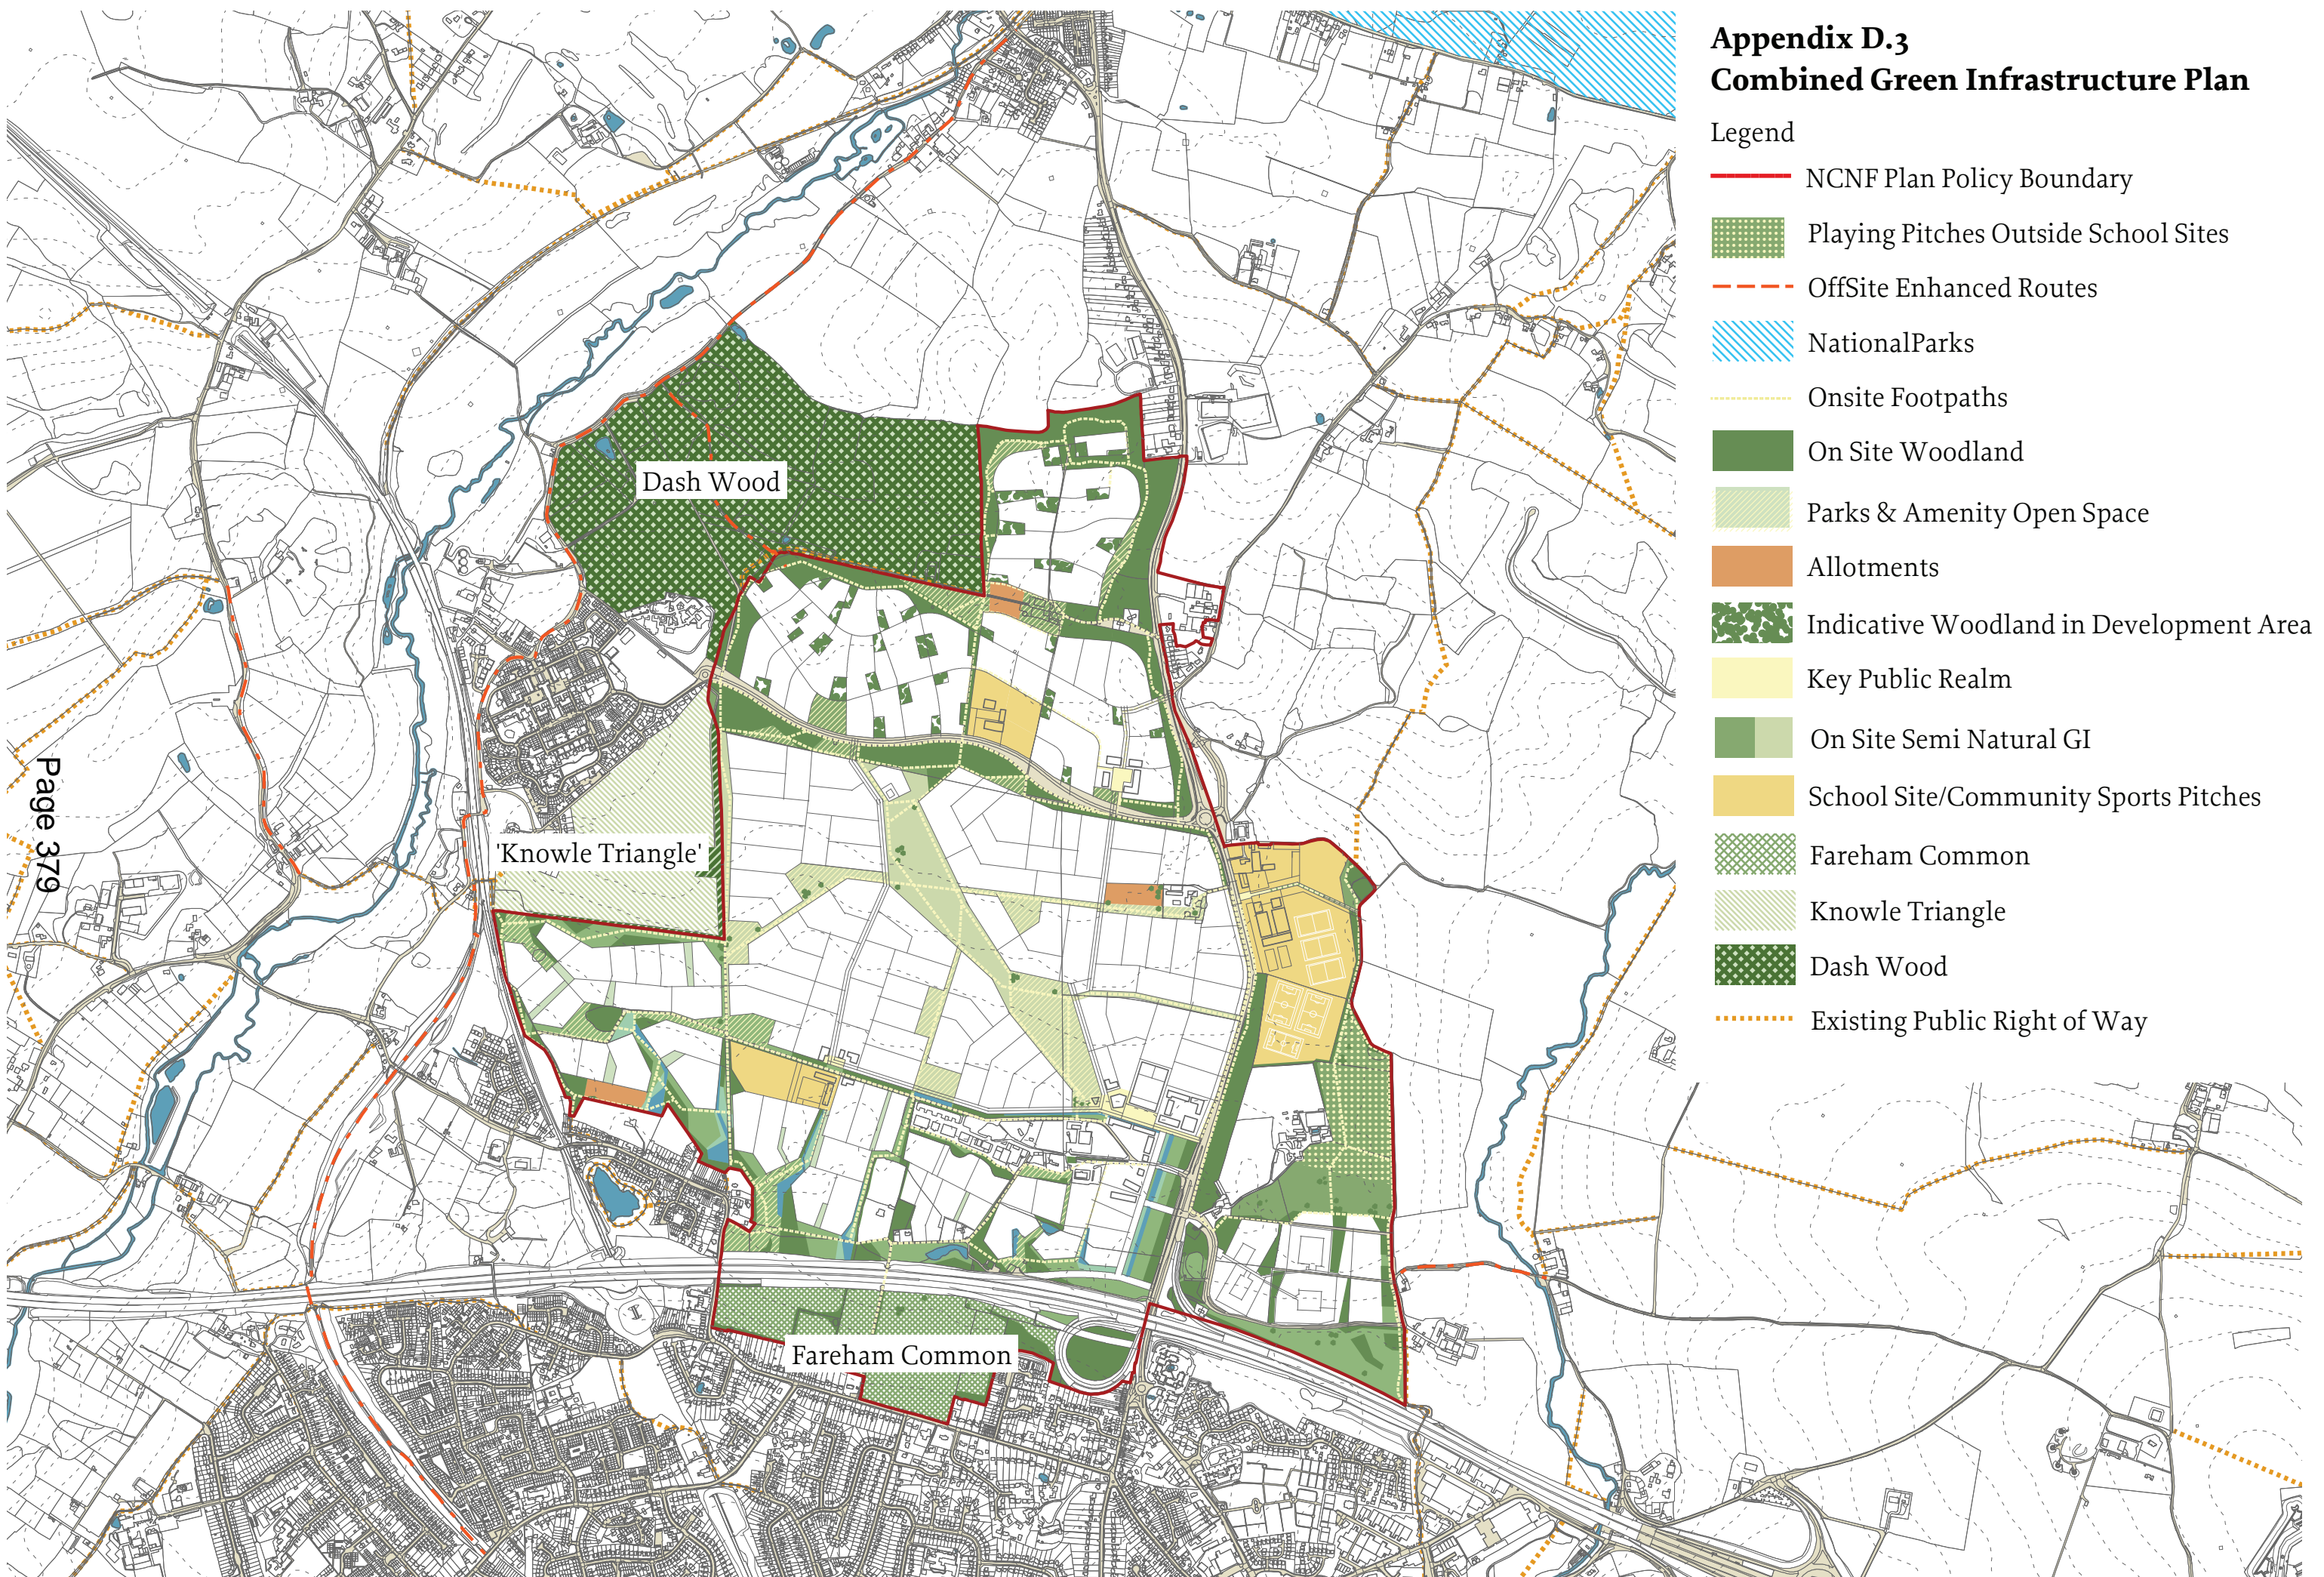 Appendix D.3
Combined Green Infrastructure Plan
Legend
NCNF Plan Policy Boundary
Playing Pitches Outside School Sites
OffSite Enhanced Routes
NationalParks
Onsite Footpaths
On Site Woodland
Parks & Amenity Open Space
Allotments
Indicative Woodland in Development Area
Key Public Realm
On Site Semi Natural GI
School Site/Community Sports Pitches
Fareham Common
Knowle Triangle
Dash Wood
Existing Public Right of Way
Dash Wood
'Knowle Triangle'
Fareham Common
Page 379